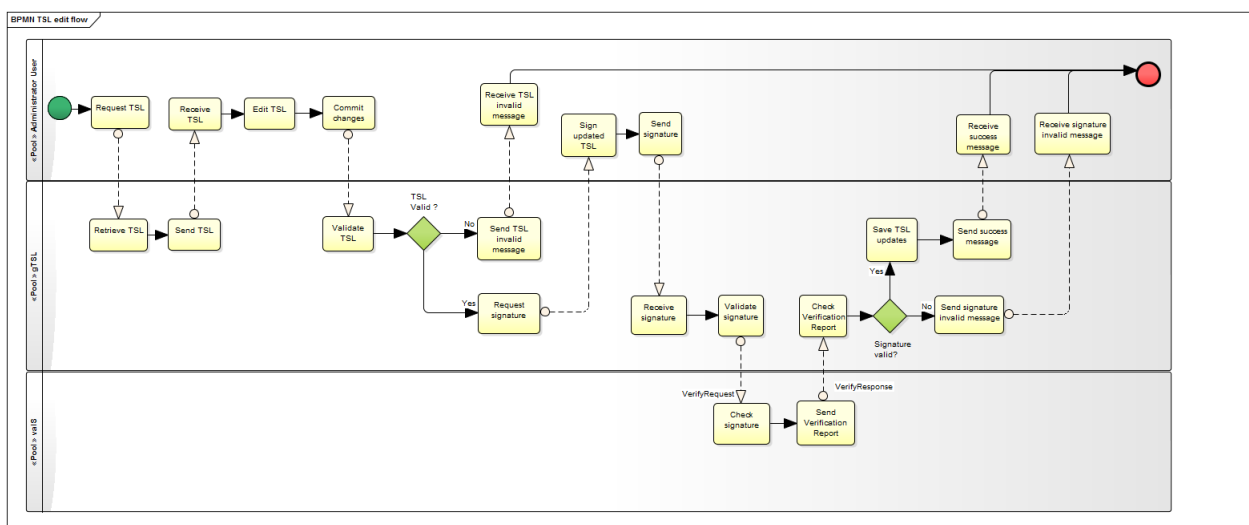 BPMN TSL edit flow
«Pool» Administrator User
Request TSL
Receive
TSL
Edit TSL
Commit
changes
Receive TSL
invalid
message
Sign
updated
TSL
Send
signature
Receive
success
message
Receive signature
invalid message
«Pool» gTSL
Retrieve TSL
Send TSL
Validate
TSL
TSL
Valid ?
No
Send TSL
invalid
message
Yes
Request
signature
Receive
signature
Validate
signature
Check
Verification
Report
Save TSL
updates
Yes
Send success
message
No
Send signature
invalid message
Signature
valid?
«Pool» valS
VerifyRequest
VerifyResponse
Check
signature
Send
Verification
Report